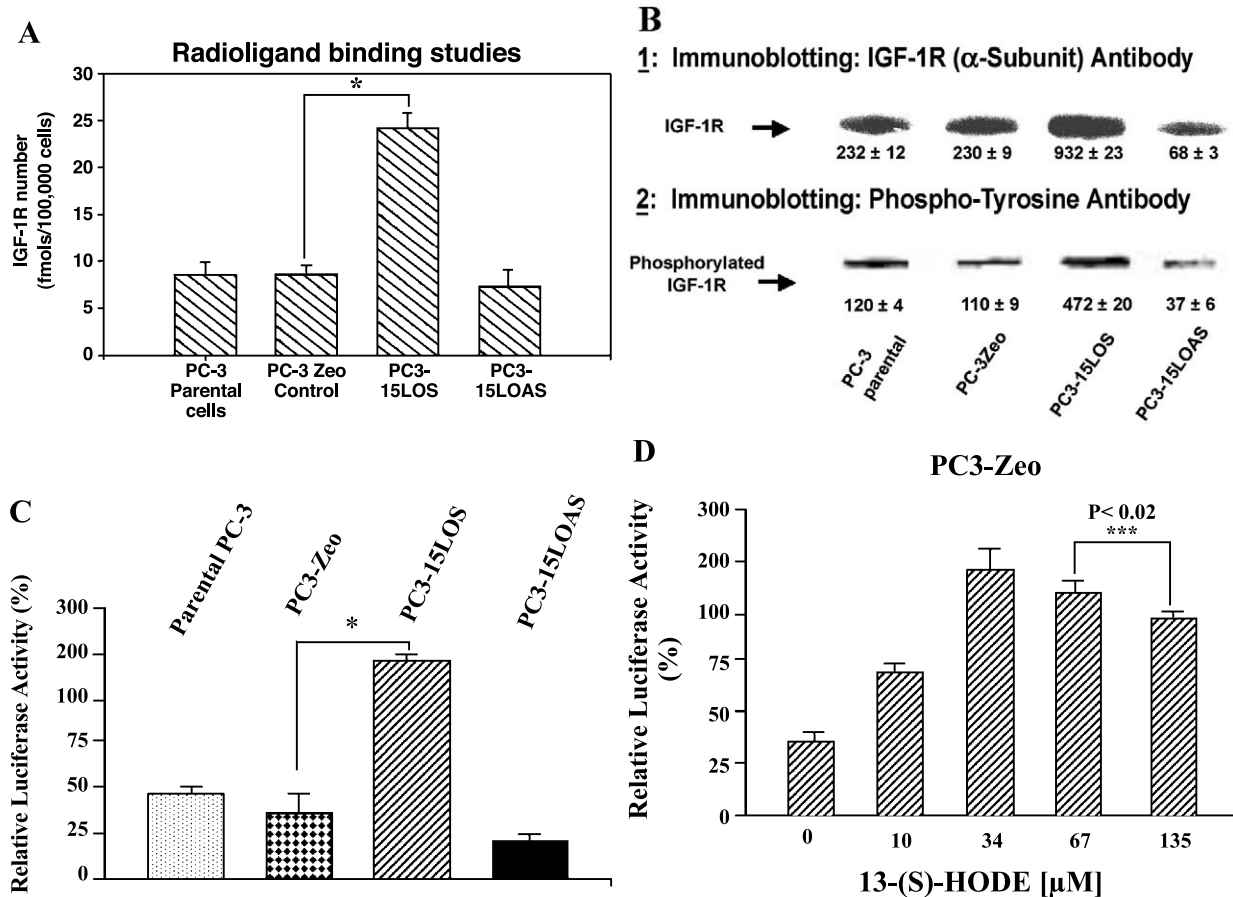 A
Radioligand binding studies
IGF-1R number
(fmols/100,000 cells)
30
25
20
15
10
5
0
*
PC-3
Parental
cells
PC-3 Zeo
Control
PC3-
15LOS
PC3-
15LOAS
B
1: Immunoblotting: IGF-1R (α-Subunit) Antibody
IGF-1R
232 ± 12 230 ± 9 932 ± 23 68 ± 3
2: Immunoblotting: Phospho-Tyrosine Antibody
Phosphorylated
IGF-1R
120 ± 4 110 ± 9 472 ± 20 37 ± 6
PC-3
parental
PC-3Zeo
PC3-15LOS
PC3-15LOAS
C
Parental PC-3
PC3-Zeo
PC3-15LOS
PC3-15LOAS
Relative Luciferase Activity (%)
300
200
100
75
50
25
0
*
D
PC3-Zeo
Relative Luciferase Activity
(%)
300
200
100
75
50
25
0
P< 0.02
***
0 10 34 67 135
13-(S)-HODE [µM]